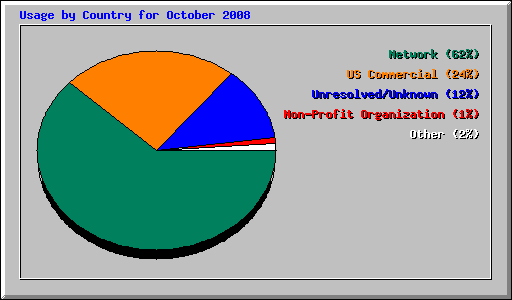 Usage by Country for October 2008
Network (62%)
US Commercial (24%)
Unresolved/Unknown (12%)
Non-Profit Organization (1%)
Other (2%)